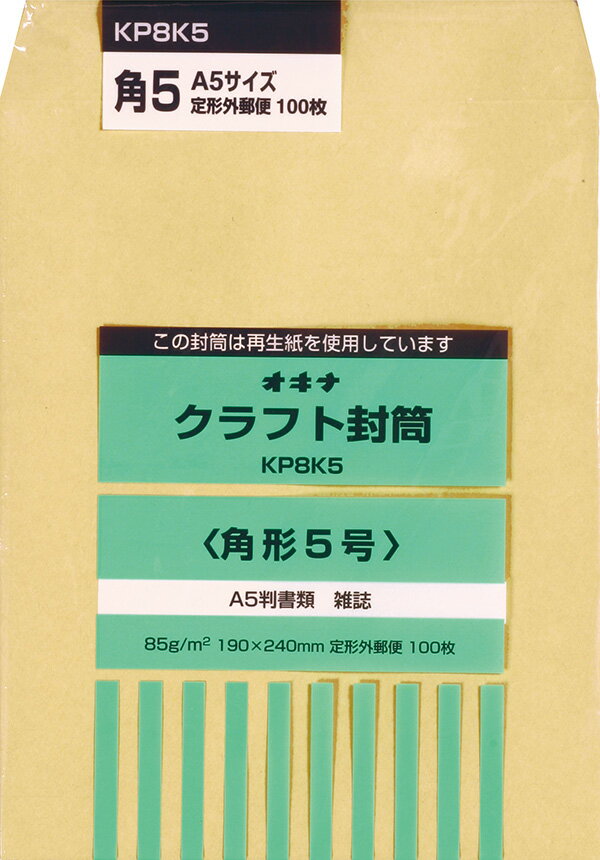 KP8K5
角5 A5サイズ
定形外郵便 100枚
この封筒は再生紙を使用しています
オキナ
クラフト封筒
KP8K5
〈角形5号〉
A5判書類 雑誌
85g/m² 190×240mm 定形外郵便 100枚